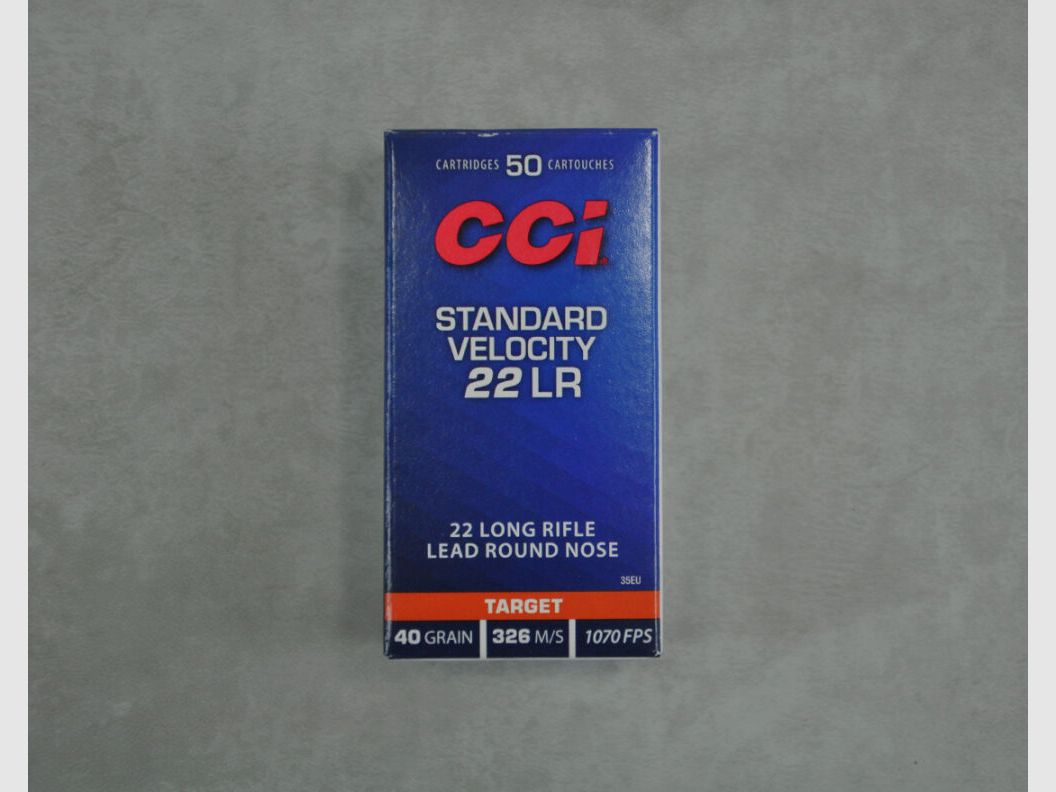 CARTRIDGES 50 CARTOUCHES
CCI
STANDARD
VELOCITY
22 LR
22 LONG RIFLE
LEAD ROUND NOSE
35EU
TARGET
40 GRAIN 326 M/S 1070 FPS